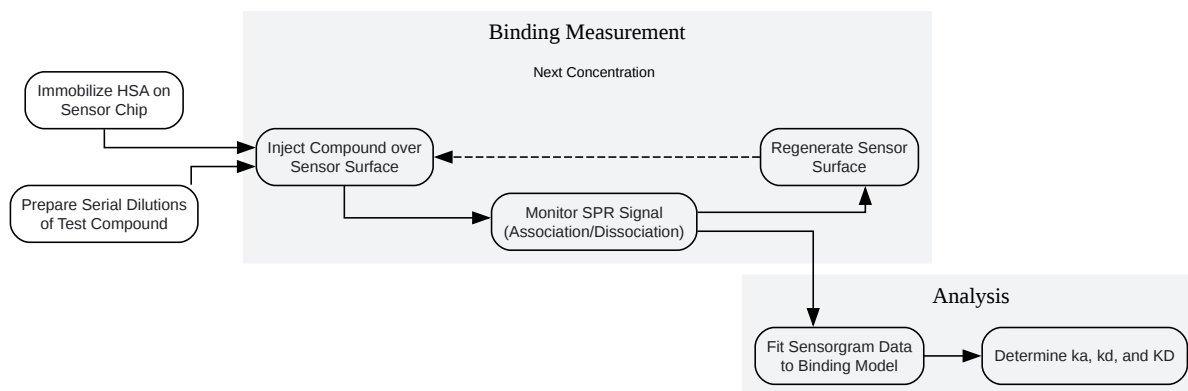 Binding Measurement
Next Concentration
Immobilize HSA on
Sensor Chip
Inject Compound over
Sensor Surface
Regenerate Sensor
Surface
Prepare Serial Dilutions
of Test Compound
Monitor SPR Signal
(Association/Dissociation)
Analysis
Fit Sensorgram Data
to Binding Model
Determine ka, kd, and KD